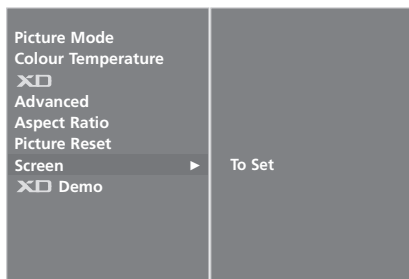 Picture Mode
Colour Temperature
XD
Advanced
Aspect Ratio
Picture Reset
Screen ► To Set
XD Demo